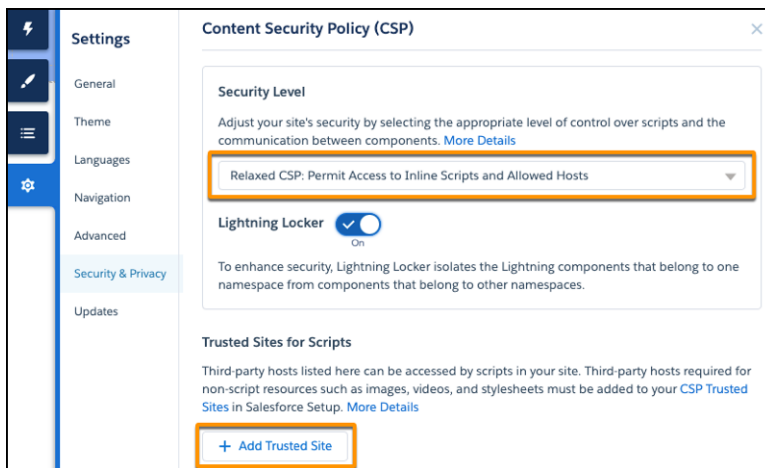 Settings
General
Theme
Languages
Navigation
Advanced
Security & Privacy
Updates
Content Security Policy (CSP)
Security Level
Adjust your site's security by selecting the appropriate level of control over scripts and the
communication between components. More Details
Relaxed CSP: Permit Access to Inline Scripts and Allowed Hosts
Lightning Locker
On
To enhance security, Lightning Locker isolates the Lightning components that belong to one
namespace from components that belong to other namespaces.
Trusted Sites for Scripts
Third-party hosts listed here can be accessed by scripts in your site. Third-party hosts required for
non-script resources such as images, videos, and stylesheets must be added to your CSP Trusted
Sites in Salesforce Setup. More Details
+ Add Trusted Site